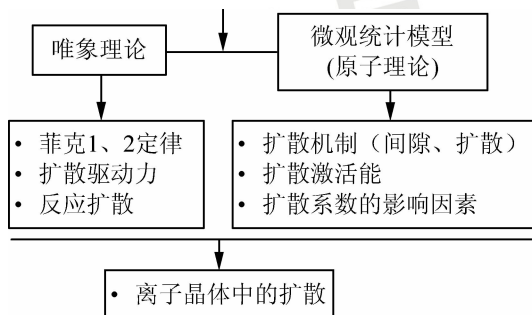 唯象理论
微观统计模型
(原子理论)
• 菲克1、2定律
• 扩散驱动力
• 反应扩散
• 扩散机制（间隙、扩散）
• 扩散激活能
• 扩散系数的影响因素
• 离子晶体中的扩散